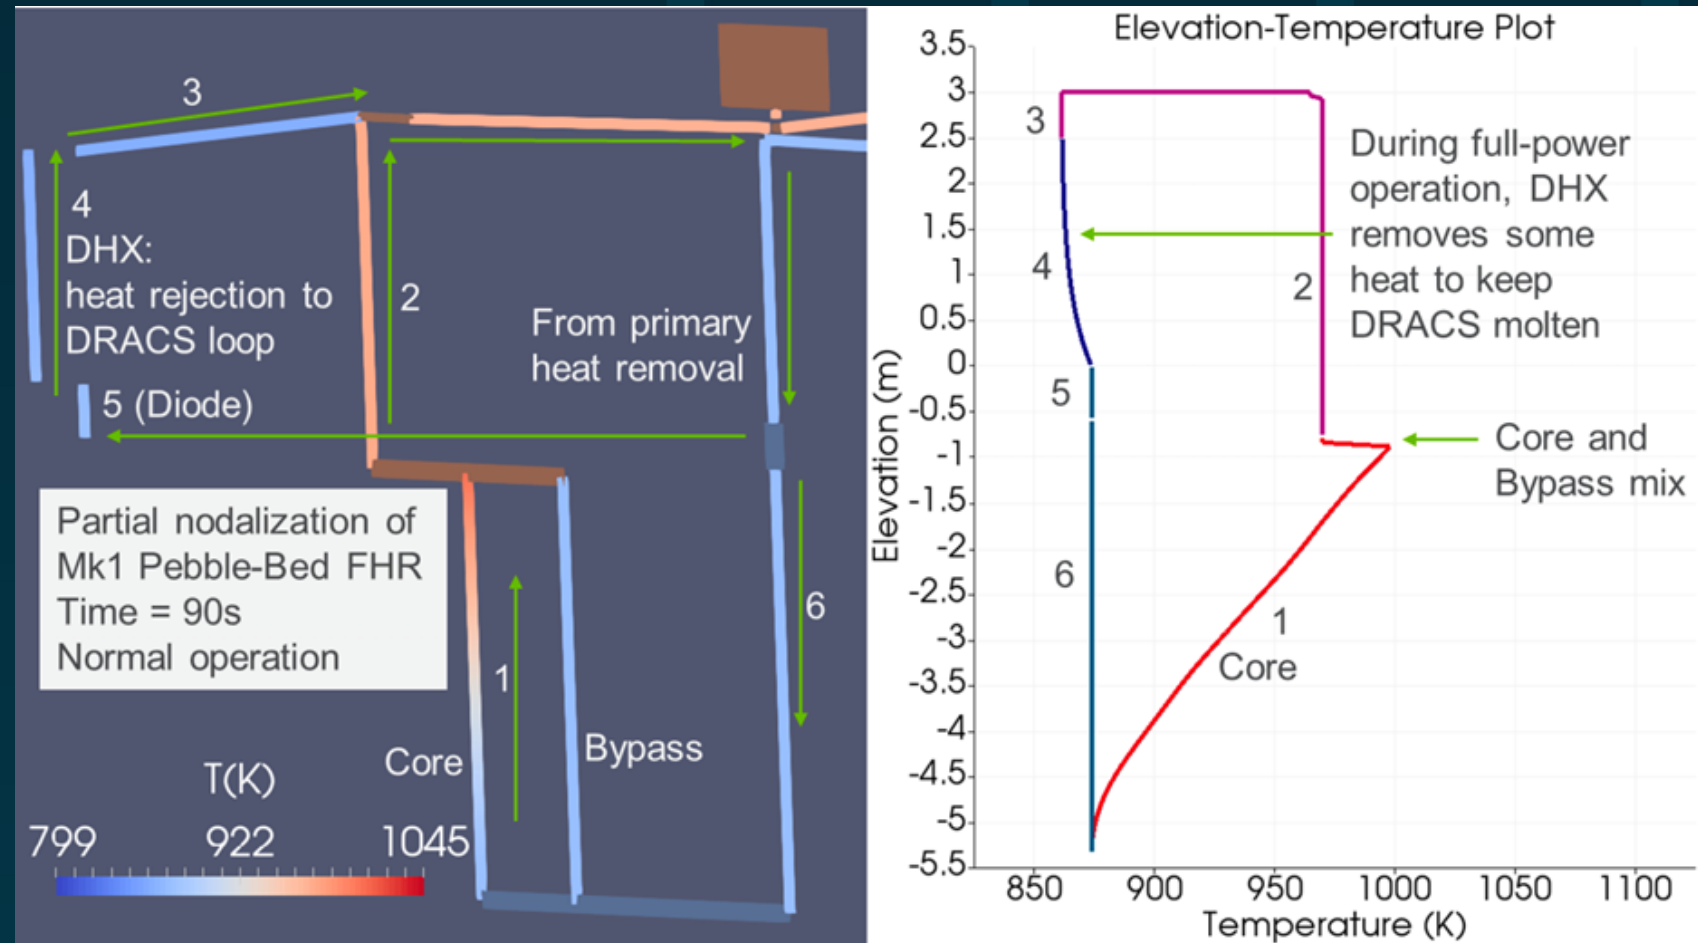 3
4
DHX:
heat rejection to
DRACS loop
2
From primary
heat removal
5 (Diode)
Partial nodalization of
Mk1 Pebble-Bed FHR
Time = 90s
Normal operation
1
6
Core
Bypass
T(K)
799 922 1045
Elevation-Temperature Plot
3.5
3
2.5
2
1.5
1
0.5
0
-0.5
-1
-1.5
-2
-2.5
-3
-3.5
-4
-4.5
-5
-5.5
Elevation (m)
3
4
5
6
2
1
Core
During full-power
operation, DHX
removes some
heat to keep
DRACS molten
Core and
Bypass mix
850 900 950 1000 1050 1100
Temperature (K)